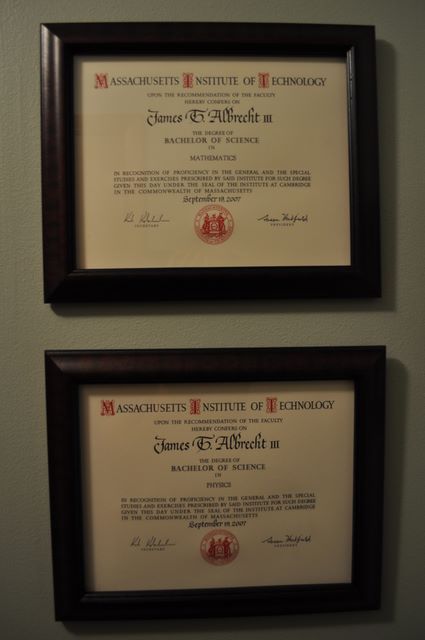 MASSACHUSETTS INSTITUTE OF TECHNOLOGY
UPON THE RECOMMENDATION OF THE FACULTY
HEREBY CONFERS ON
James G. Albrecht III
THE DEGREE OF
BACHELOR OF SCIENCE
IN
MATHEMATICS
IN RECOGNITION OF PROFICIENCY IN THE GENERAL AND THE SPECIAL
STUDIES AND EXERCISES PRESCRIBED BY SAID INSTITUTE FOR SUCH DEGREE
GIVEN THIS DAY UNDER THE SEAL OF THE INSTITUTE AT CAMBRIDGE
IN THE COMMONWEALTH OF MASSACHUSETTS
September 19, 2007
SECRETARY
PRESIDENT
MASSACHUSETTS INSTITUTE OF TECHNOLOGY
UPON THE RECOMMENDATION OF THE FACULTY
HEREBY CONFERS ON
James G. Albrecht III
THE DEGREE OF
BACHELOR OF SCIENCE
IN
PHYSICS
IN RECOGNITION OF PROFICIENCY IN THE GENERAL AND THE SPECIAL
STUDIES AND EXERCISES PRESCRIBED BY SAID INSTITUTE FOR SUCH DEGREE
GIVEN THIS DAY UNDER THE SEAL OF THE INSTITUTE AT CAMBRIDGE
IN THE COMMONWEALTH OF MASSACHUSETTS
September 19, 2007
SECRETARY
PRESIDENT